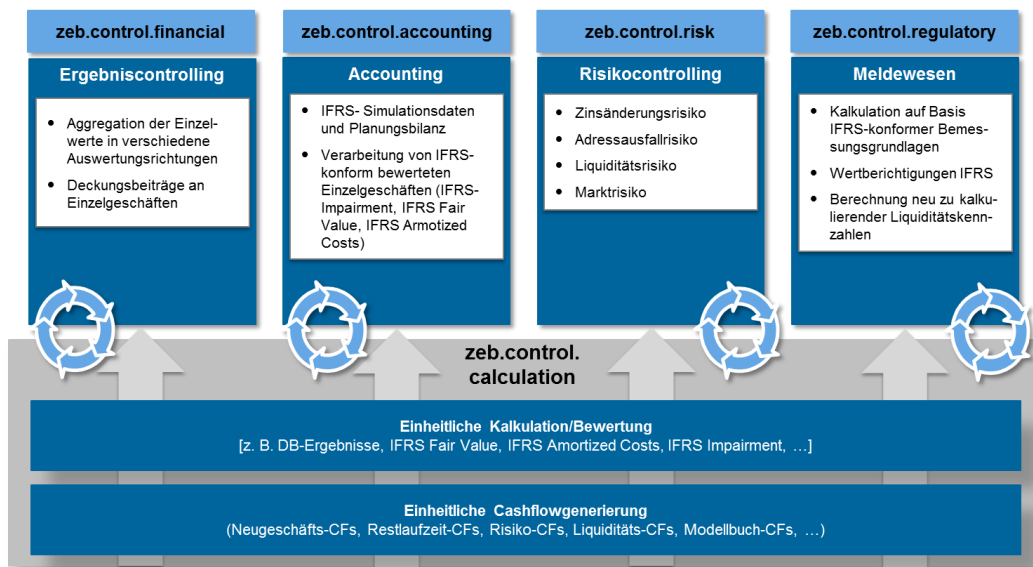 zeb.control.financial
Ergebniscontrolling
• Aggregation der Einzel-
werte in verschiedene
Auswertungsrichtungen
• Deckungsbeiträge an
Einzelgeschäften
zeb.control.accounting
Accounting
• IFRS- Simulationsdaten
und Planungsbilanz
• Verarbeitung von IFRS-
konform bewerteten
Einzelgeschäften (IFRS-
Impairment, IFRS Fair
Value, IFRS Armotized
Costs)
zeb.control.risk
Risikocontrolling
• Zinsänderungsrisiko
• Adressausfallrisiko
• Liquiditätsrisiko
• Marktrisiko
zeb.control.regulatory
Meldewesen
• Kalkulation auf Basis
IFRS-konformer Bemes-
sungsgrundlagen
• Wertberichtigungen IFRS
• Berechnung neu zu kalku-
lierender Liquiditätskenn-
zahlen
zeb.control.
calculation
Einheitliche Kalkulation/Bewertung
[z. B. DB-Ergebnisse, IFRS Fair Value, IFRS Amortized Costs, IFRS Impairment, …]
Einheitliche Cashflowgenerierung
(Neugeschäfts-CFs, Restlaufzeit-CFs, Risiko-CFs, Liquiditäts-CFs, Modellbuch-CFs, …)